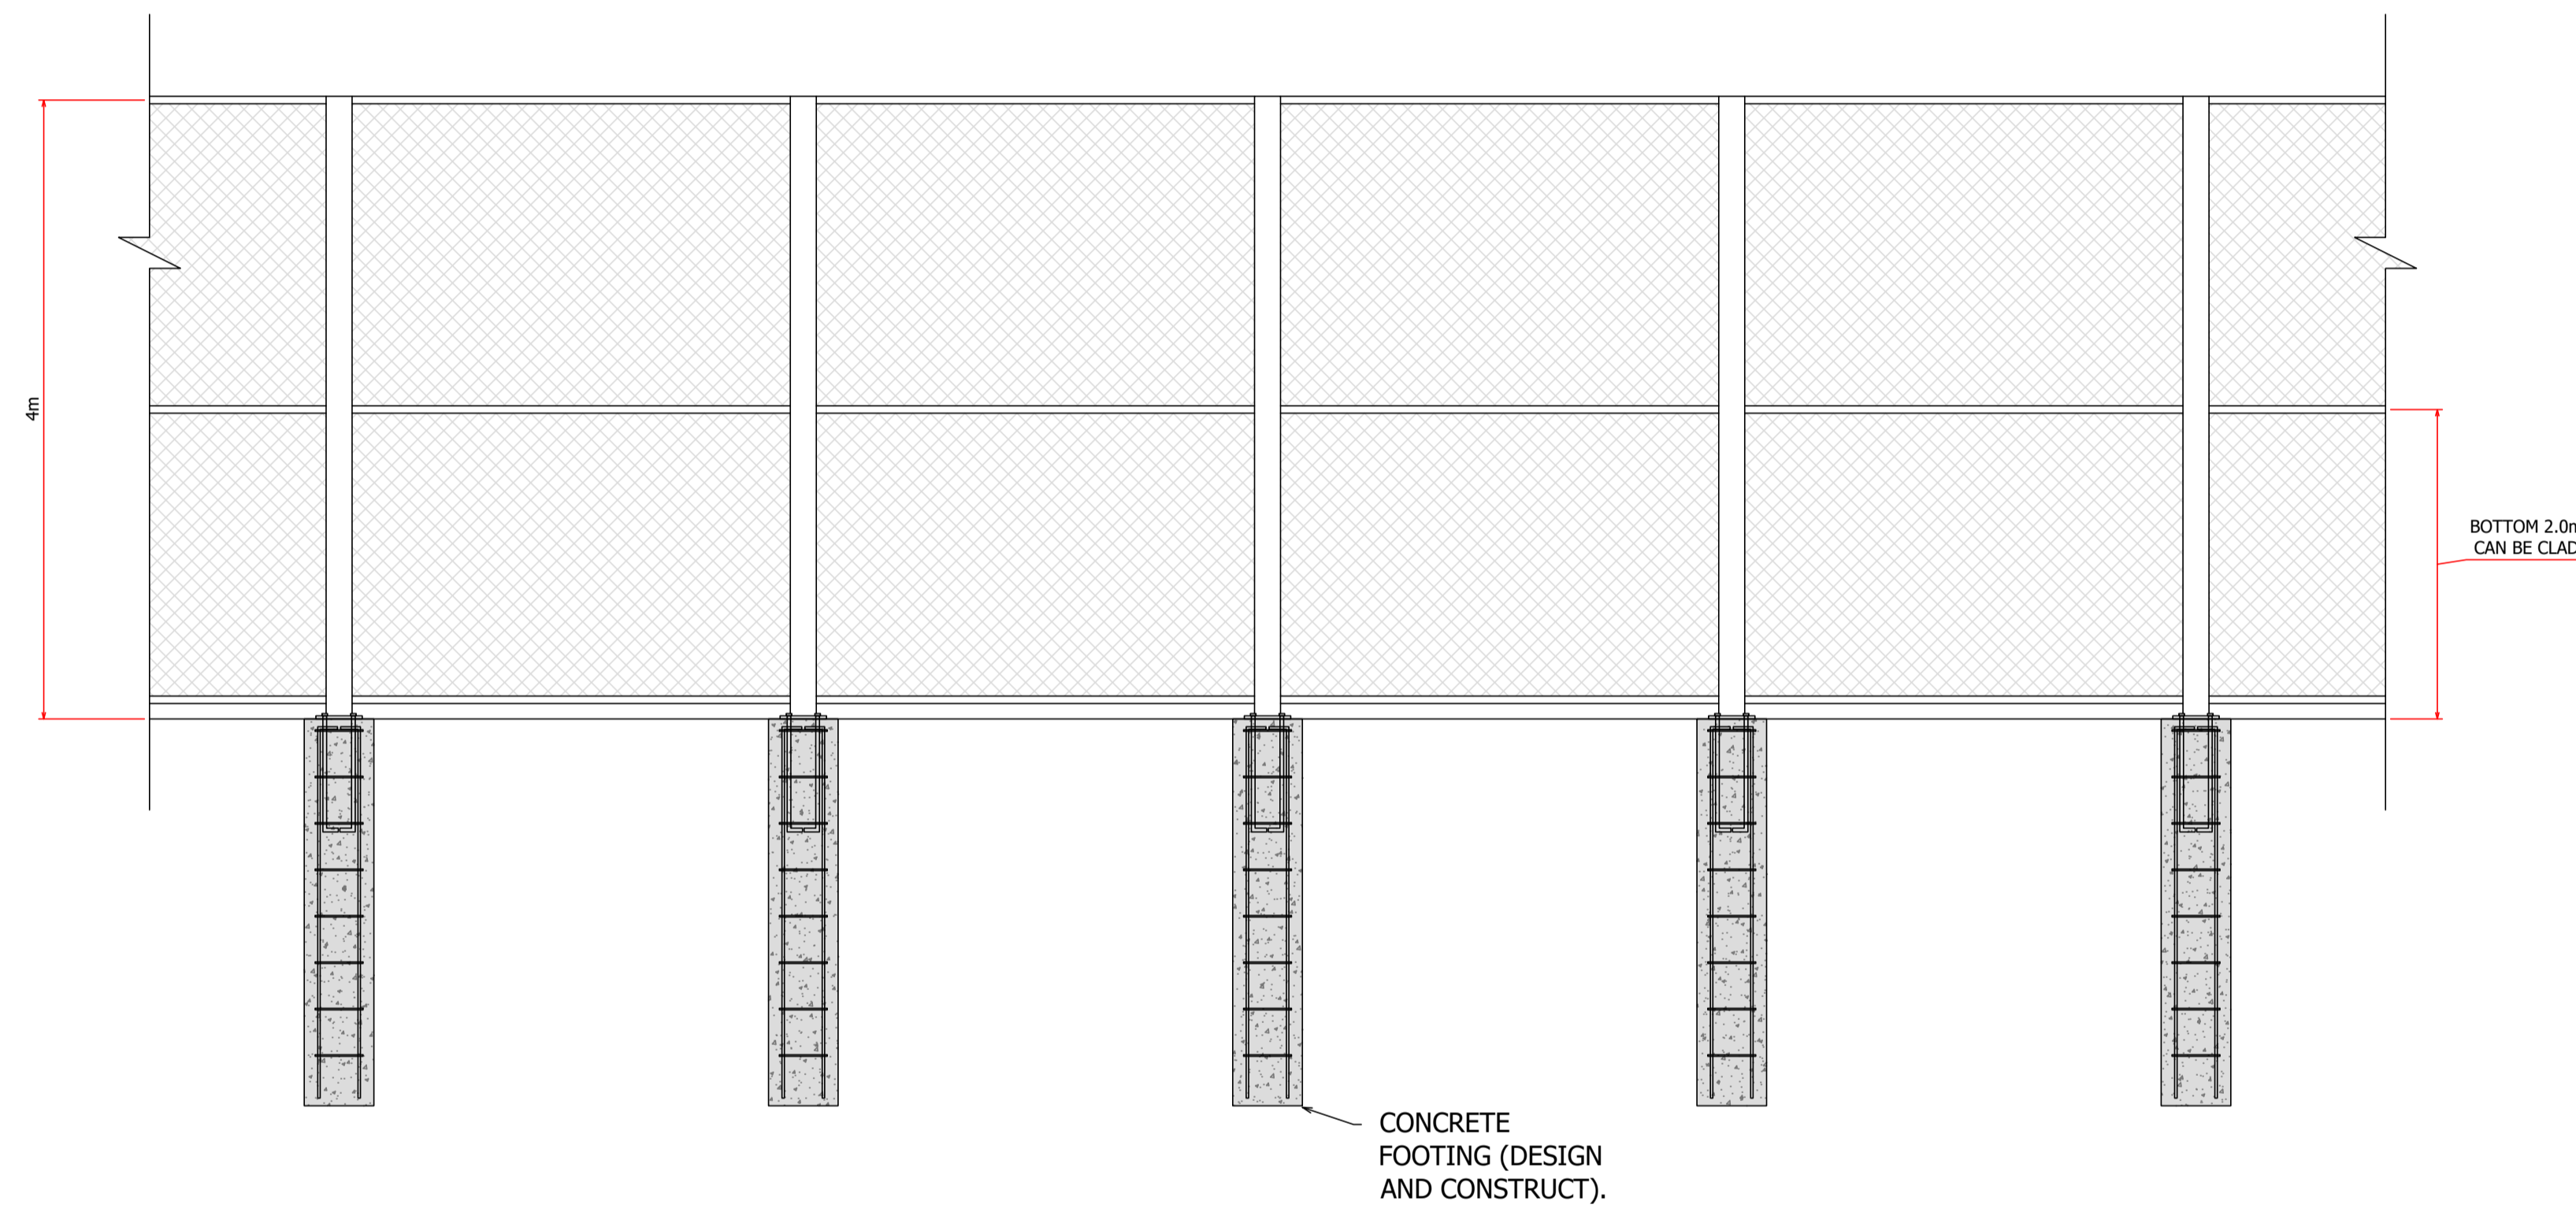 4m
BOTTOM 2.0m
CAN BE CLAD
CONCRETE
FOOTING (DESIGN
AND CONSTRUCT).